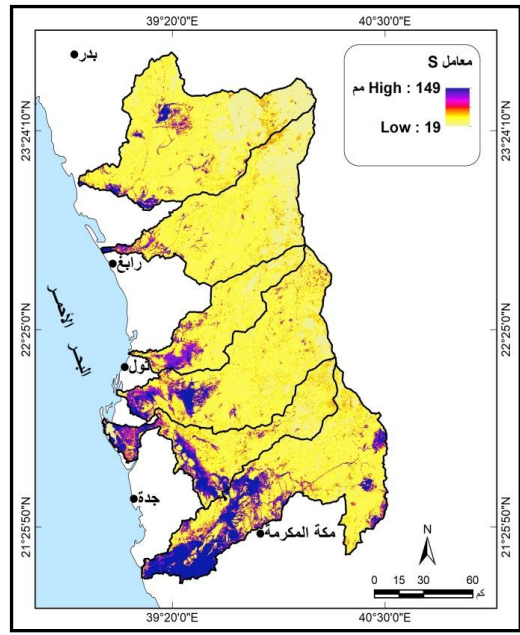 39°20'0"E
40°30'0"E
23°24'10"N
22°25'0"N
21°25'50"N
معامل S
High : 149 مم
Low : 19
بدر
رابغ
البحر الأحمر
ثول
جدة
مكة المكرمة
N
0 15 30 60
كم
39°20'0"E
40°30'0"E
23°24'10"N
22°25'0"N
21°25'50"N